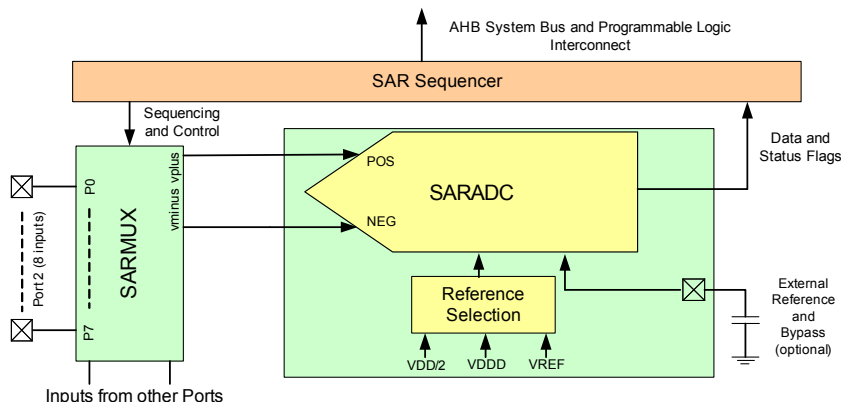 AHB System Bus and Programmable Logic
Interconnect
SAR Sequencer
Sequencing
and Control
Data and
Status Flags
vminus vplus
POS
NEG
SARADC
P0
Port 2 (8 inputs)
P7
SARMUX
Reference
Selection
VDD/2
VDDD
VREF
External
Reference
and
Bypass
(optional)
Inputs from other Ports